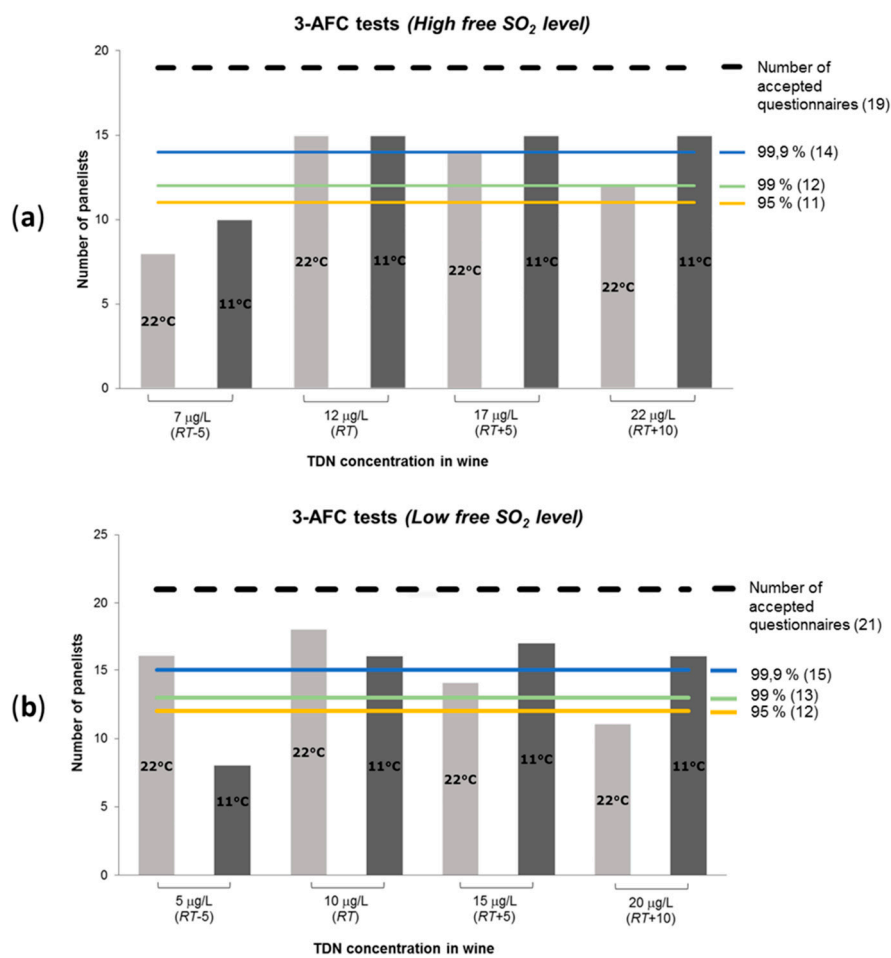 3-AFC tests (High free SO₂ level)
20
15
10
5
0
Number of panelists
(a)
22°C
11°C
22°C
11°C
22°C
11°C
22°C
11°C
Number of
accepted
questionnaires (19)
99,9 % (14)
99 % (12)
95 % (11)
7 µg/L
(RT-5)
12 µg/L
(RT)
17 µg/L
(RT+5)
22 µg/L
(RT+10)
TDN concentration in wine
3-AFC tests (Low free SO₂ level)
25
20
15
10
5
0
Number of panelists
(b)
22°C
11°C
22°C
11°C
22°C
11°C
22°C
11°C
Number of
accepted
questionnaires (21)
99,9 % (15)
99 % (13)
95 % (12)
5 µg/L
(RT-5)
10 µg/L
(RT)
15 µg/L
(RT+5)
20 µg/L
(RT+10)
TDN concentration in wine